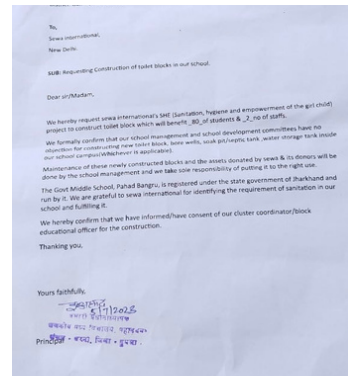 To,
Sewa International,
New Delhi.
SUB: Requesting Construction of toilet blocks in our school.
Dear sir/Madam,
We hereby request sewa international's SHE (Sanitation, hygiene and empowerment of the girl child)
project to construct toilet block which will benefit _80_of students & _2_no of staffs.
We formally confirm that our school management and school development committees have no
objection for constructing new toilet block, bore wells, soak pit/septic tank ,water storage tank inside
our school campus(Whichever is applicable).
Maintenance of these newly constructed blocks and the assets donated by sewa & its donors will be
done by the school management and we take sole responsibility of putting it to the right use.
The Govt Middle School, Pahad Bangru, is registered under the state government of Jharkhand and
run by it. We are grateful to sewa international for identifying the requirement of sanitation in our
school and fulfilling it.
We hereby confirm that we have informed/have consent of our cluster coordinator/block
educational officer for the construction.
Thanking you,
Yours faithfully,
/7/2023
Principal